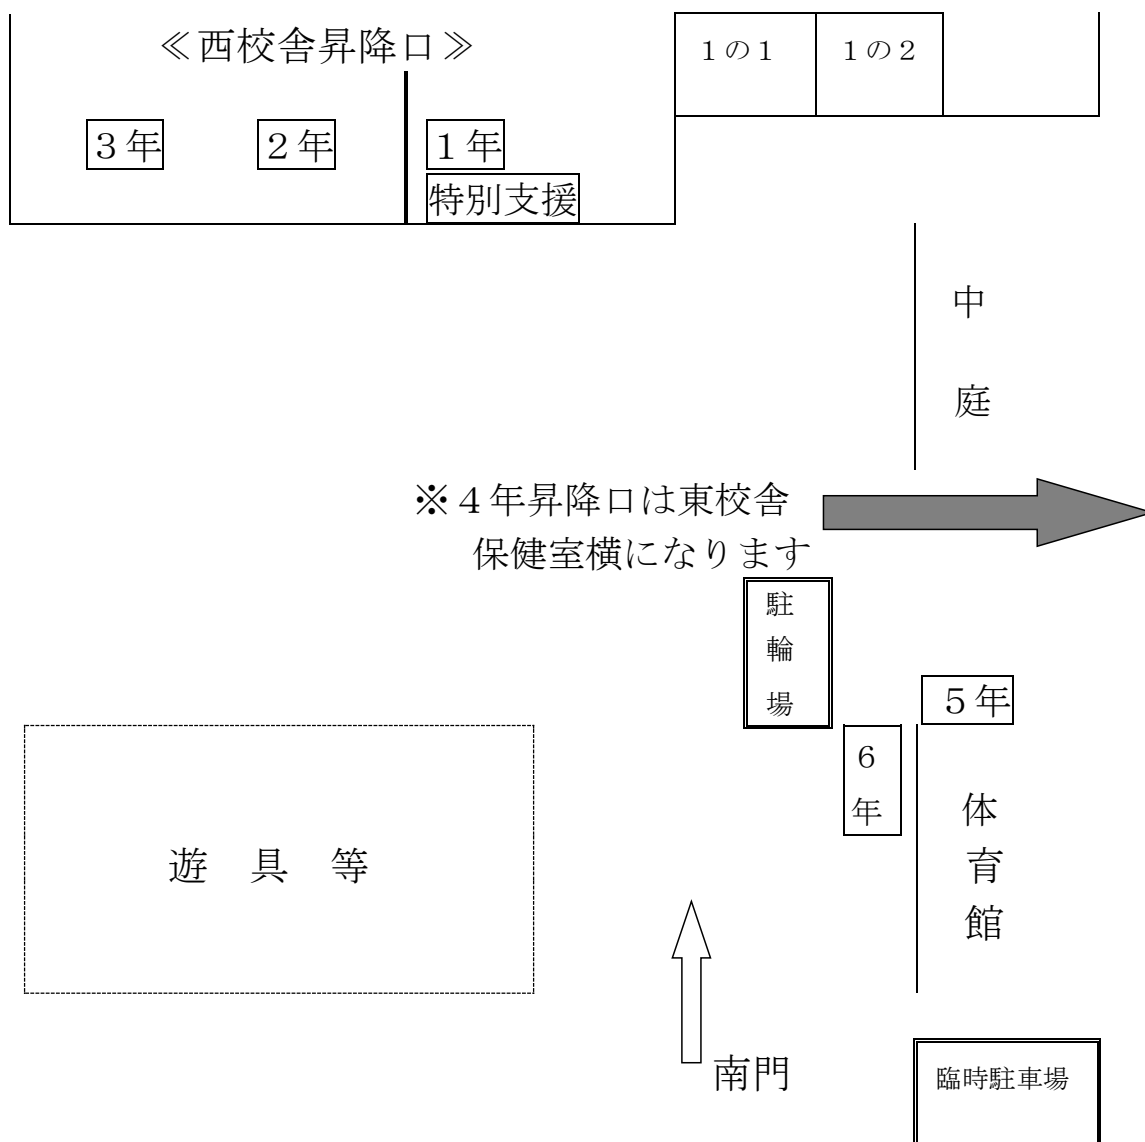 ≪西校舎昇降口≫
１の１
１の２
３年
２年
１年
特別支援
中庭
※４年昇降口は東校舎
保健室横になります
駐輪場
５年
６年
体育館
遊　具　等
南門
臨時駐車場